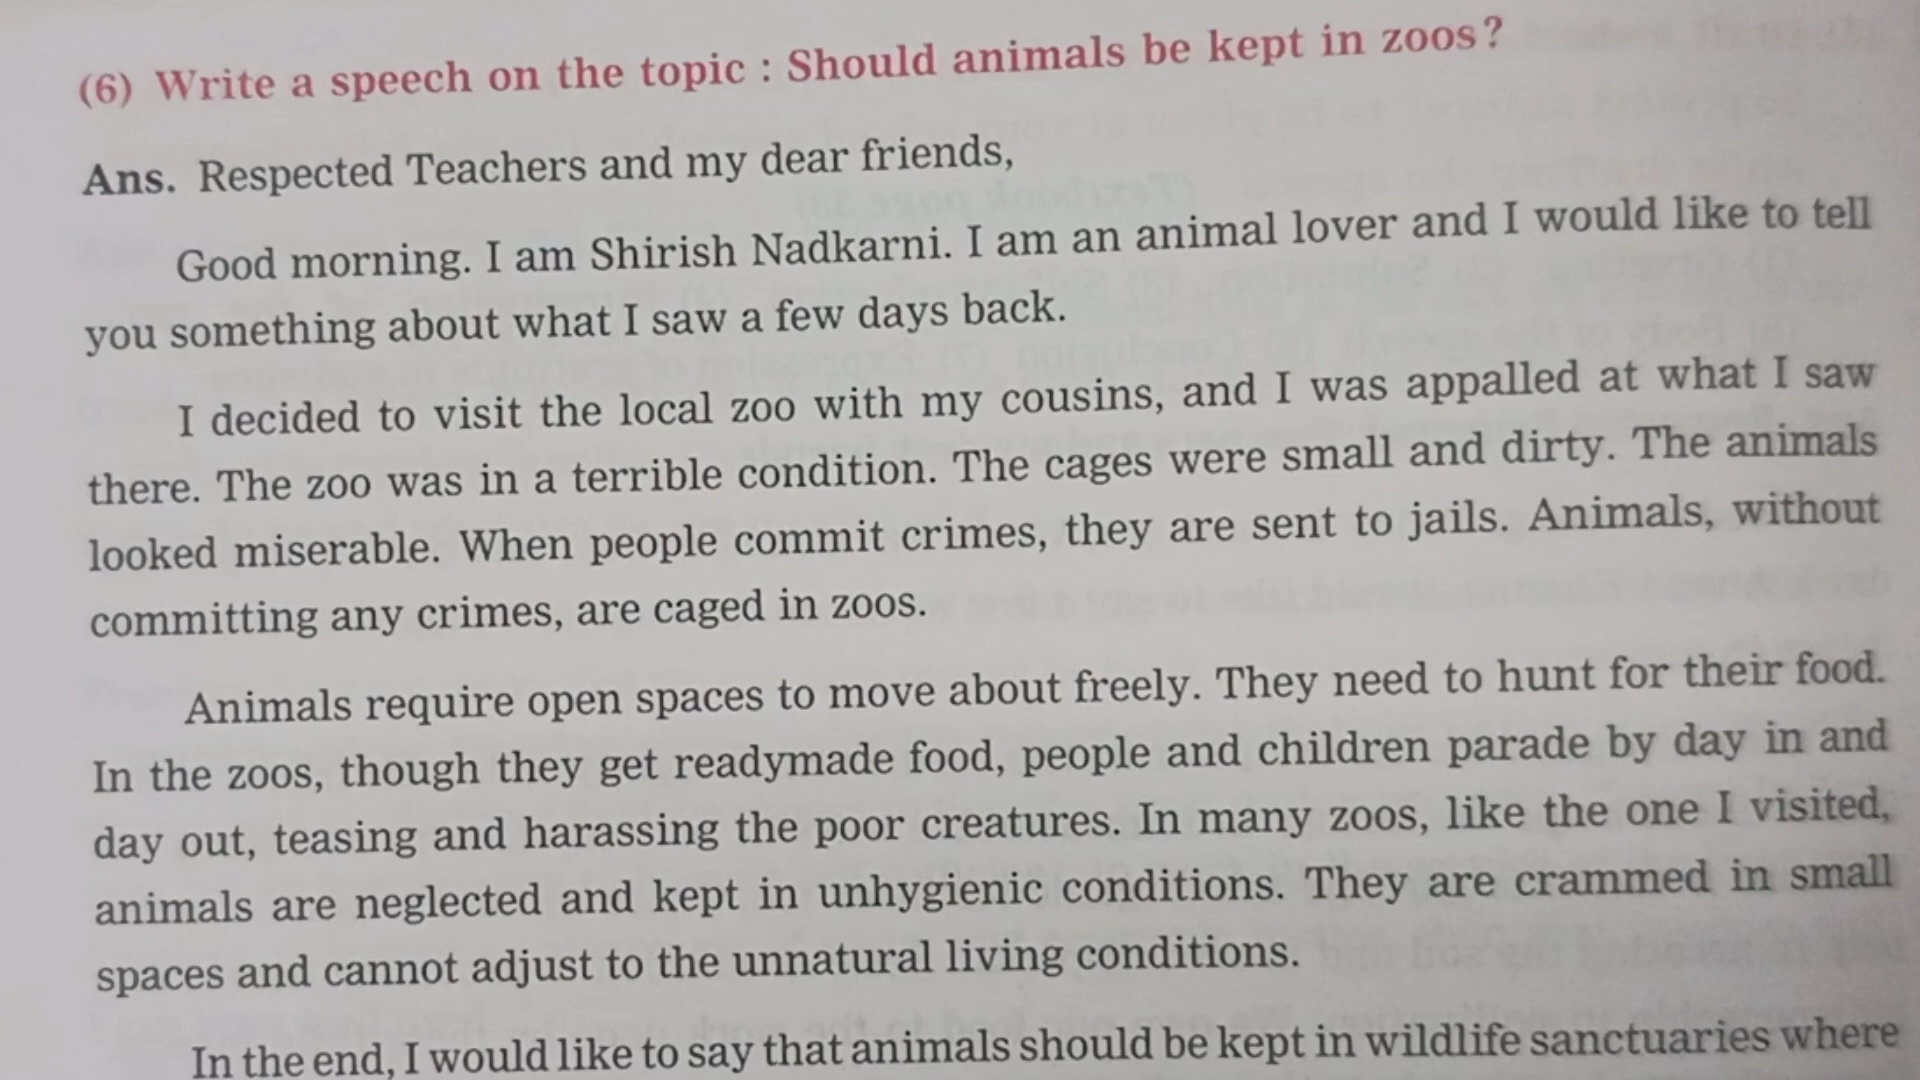 (6) Write a speech on the topic : Should animals be kept in zoos?
Ans. Respected Teachers and my dear friends,
Good morning. I am Shirish Nadkarni. I am an animal lover and I would like to tell
you something about what I saw a few days back.
I decided to visit the local zoo with my cousins, and I was appalled at what I saw
there. The zoo was in a terrible condition. The cages were small and dirty. The animals
looked miserable. When people commit crimes, they are sent to jails. Animals, without
committing any crimes, are caged in zoos.
Animals require open spaces to move about freely. They need to hunt for their food.
In the zoos, though they get readymade food, people and children parade by day in and
day out, teasing and harassing the poor creatures. In many zoos, like the one I visited,
animals are neglected and kept in unhygienic conditions. They are crammed in small
spaces and cannot adjust to the unnatural living conditions.
In the end, I would like to say that animals should be kept in wildlife sanctuaries where